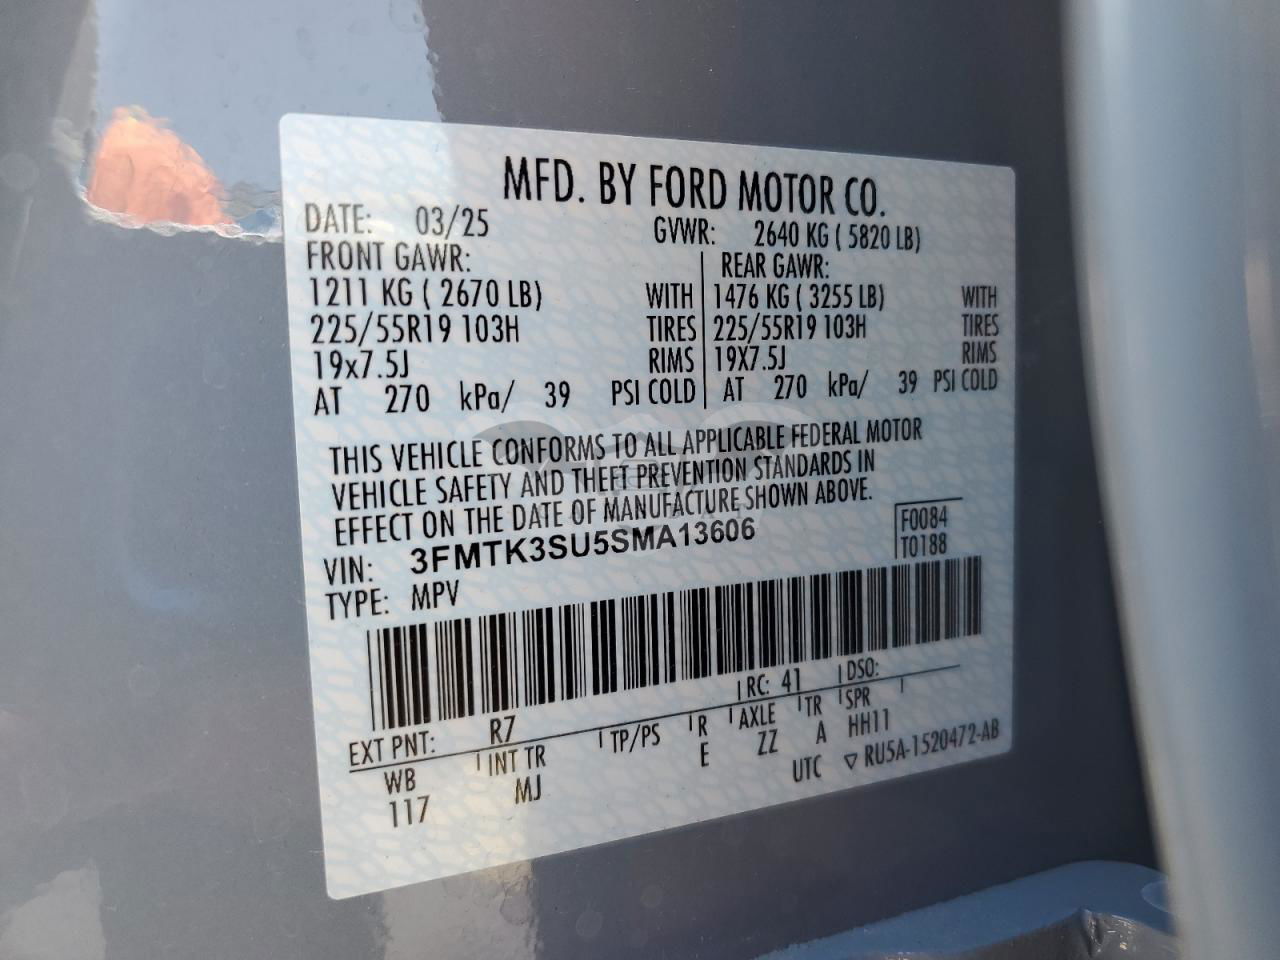 MFD. BY FORD MOTOR CO.
DATE: 03/25 GVWR: 2640 KG ( 5820 LB)
FRONT GAWR: REAR GAWR:
1211 KG ( 2670 LB) WITH 1476 KG ( 3255 LB) WITH
225/55R19 103H TIRES 225/55R19 103H TIRES
19x7.5J RIMS 19X7.5J RIMS
AT 270 kPa/ 39 PSI COLD AT 270 kPa/ 39 PSI COLD
THIS VEHICLE CONFORMS TO ALL APPLICABLE FEDERAL MOTOR
VEHICLE SAFETY AND THEFT PREVENTION STANDARDS IN
EFFECT ON THE DATE OF MANUFACTURE SHOWN ABOVE.
VIN: 3FMTK3SU5SMA13606 F0084
TYPE: MPV T0188
EXT PNT: R7 RC: 41 DSO:
WB INT TR TP/PS R AXLE TR SPR
117 MJ E ZZ A HH11
UTC ▽ RU5A-1520472-AB